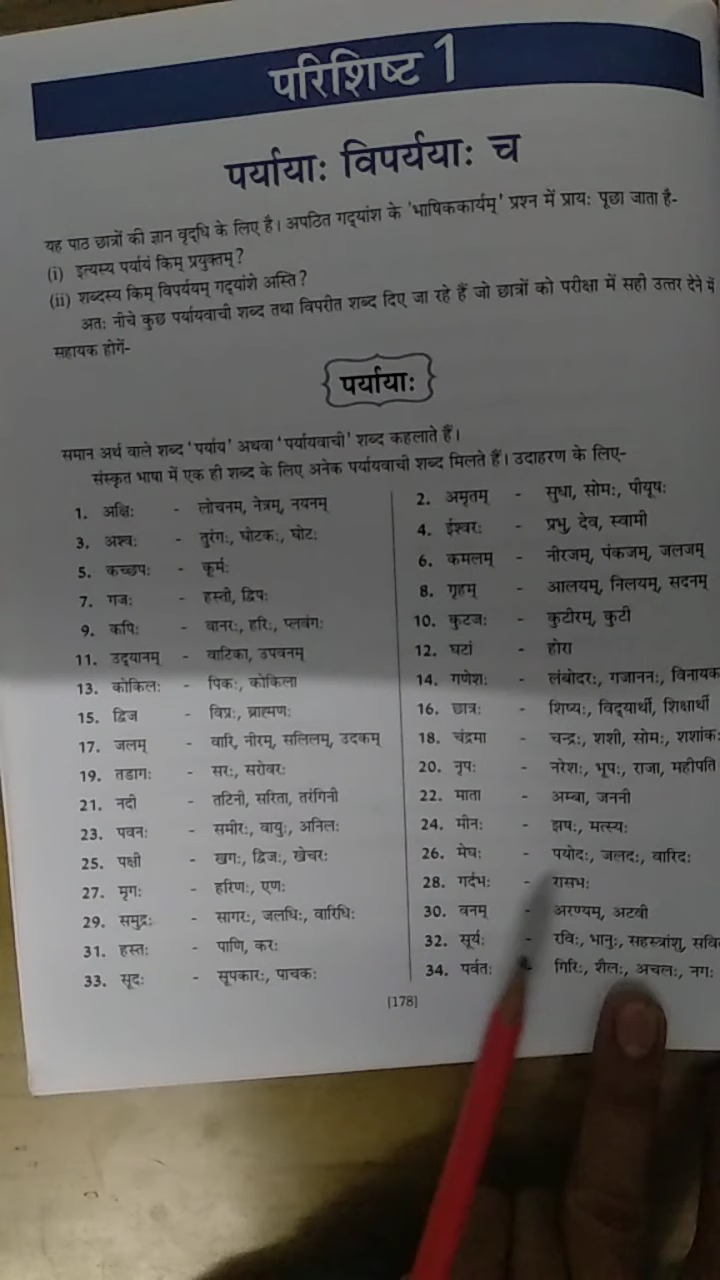 परिशिष्ट 1
पर्यायाः विपर्ययाः च
यह पाठ छात्रों की ज्ञान वृद्धि के लिए है। अपठित गद्यांश के 'भाषिककार्यम्' प्रश्न में प्रायः पूछा जाता है-
(i) इत्यस्य पर्यायं किम् प्रयुक्तम्?
(ii) शब्दस्य किम् विपर्ययम् गद्यांशे अस्ति?
अतः नीचे कुछ पर्यायवाची शब्द तथा विपरीत शब्द दिए जा रहे हैं जो छात्रों को परीक्षा में सही उत्तर देने में
सहायक होगें-
पर्यायाः
समान अर्थ वाले शब्द 'पर्याय' अथवा 'पर्यायवाची' शब्द कहलाते हैं।
संस्कृत भाषा में एक ही शब्द के लिए अनेक पर्यायवाची शब्द मिलते हैं। उदाहरण के लिए-
1. अक्षिः - लोचनम्, नेत्रम्, नयनम्
2. अमृतम् - सुधा, सोमः, पीयूषः
3. अश्वः - तुरंगः, घोटकः, घोटः
4. ईश्वरः - प्रभु, देव, स्वामी
5. कच्छपः - कूर्मः
6. कमलम् - नीरजम्, पंकजम्, जलजम्
7. गजः - हस्ती, द्विपः
8. गृहम् - आलयम्, निलयम्, सदनम्
9. कपिः - वानरः, हरिः, प्लवंगः
10. कुटजः - कुटीरम्, कुटी
11. उद्यानम् - वाटिका, उपवनम्
12. घटां - होरा
13. कोकिलः - पिकः, कोकिला
14. गणेशः - लंबोदरः, गजाननः, विनायक
15. द्विज - विप्रः, ब्राह्मणः
16. छात्रः - शिष्यः, विद्यार्थी, शिक्षार्थी
17. जलम् - वारि, नीरम्, सलिलम्, उदकम्
18. चंद्रमा - चन्द्रः, शशी, सोमः, शशांकः
19. तडागः - सरः, सरोवरः
20. नृपः - नरेशः, भूपः, राजा, महीपति
21. नदी - तटिनी, सरिता, तरंगिनी
22. माता - अम्बा, जननी
23. पवनः - समीरः, वायुः, अनिलः
24. मीनः - झषः, मत्स्यः
25. पक्षी - खगः, द्विजः, खेचरः
26. मेघः - पयोदः, जलदः, वारिदः
27. मृगः - हरिणः, एणः
28. गर्दभः - रासभः
29. समुद्रः - सागरः, जलधिः, वारिधिः
30. वनम् - अरण्यम्, अटवी
31. हस्तः - पाणि, करः
32. सूर्यः - रविः, भानुः, सहस्त्रांशु,
33. सूदः - सूपकारः, पाचकः
34. पर्वतः - गिरिः, शैलः, अचलः, नगः
[178]